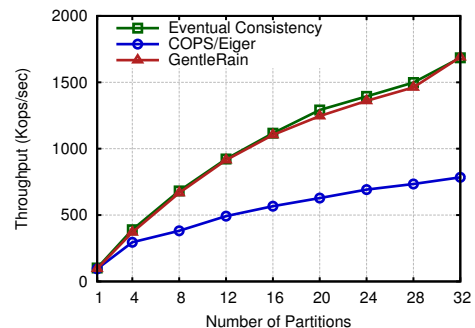 2000
1500
1000
500
0
Throughput (Kops/sec)
Eventual Consistency
COPS/Eiger
GentleRain
1 4 8 12 16 20 24 28 32
Number of Partitions